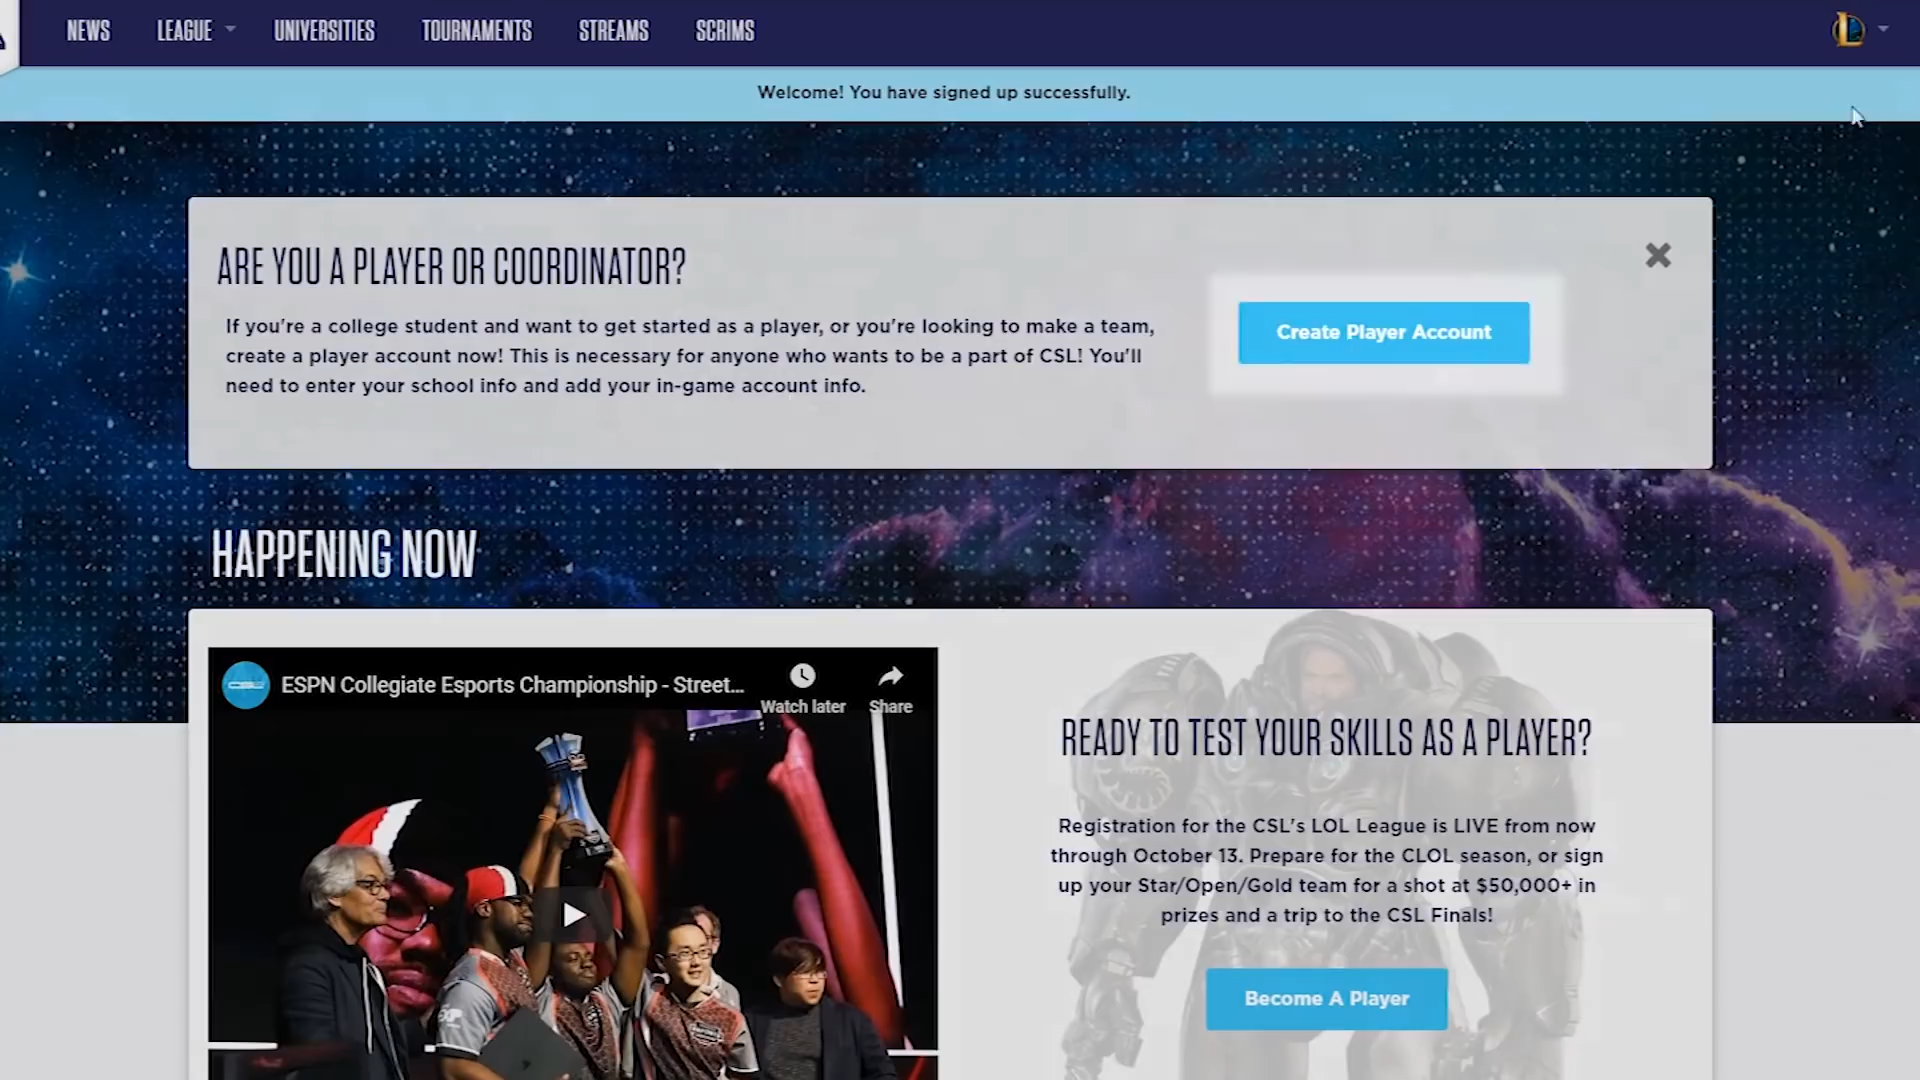 NEWS LEAGUE UNIVERSITIES TOURNAMENTS STREAMS SCRIMS
Welcome! You have signed up successfully.
ARE YOU A PLAYER OR COORDINATOR?
If you're a college student and want to get started as a player, or you're looking to make a team,
create a player account now! This is necessary for anyone who wants to be a part of CSL! You'll
need to enter your school info and add your in-game account info.
Create Player Account
HAPPENING NOW
ESPN Collegiate Esports Championship - Street...
Watch later Share
READY TO TEST YOUR SKILLS AS A PLAYER?
Registration for the CSL's LOL League is LIVE from now
through October 13. Prepare for the CLOL season, or sign
up your Star/Open/Gold team for a shot at $50,000+ in
prizes and a trip to the CSL Finals!
Become A Player